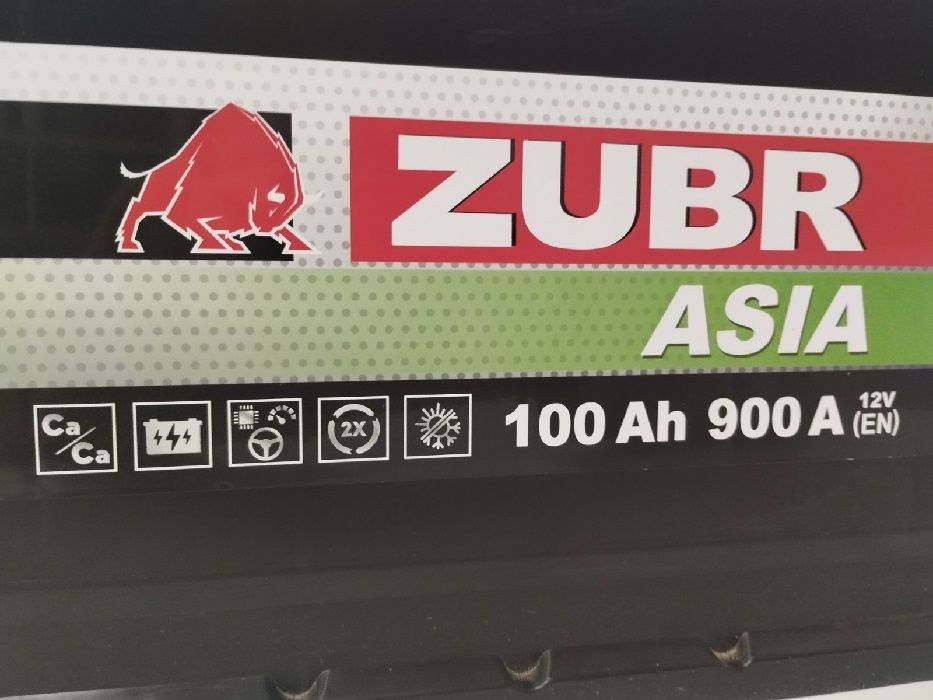 ZUBR
ASIA
Ca/Ca
2X
100 Ah 900 A 12V (EN)